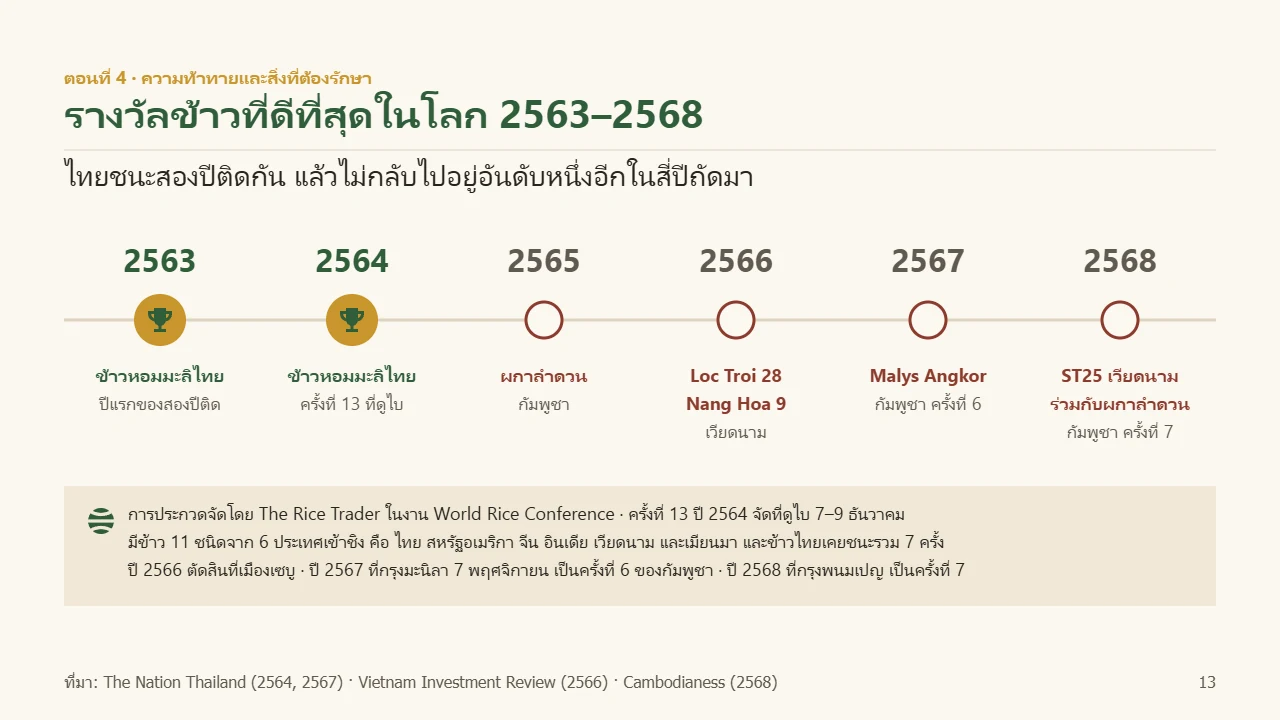 ตอนที่ 4 · ความท้าทายและสิ่งที่ต้องรักษา
รางวัลข้าวที่ดีที่สุดในโลก 2563–2568
ไทยชนะสองปีติดกัน แล้วไม่กลับไปอยู่อันดับหนึ่งอีกในสี่ปีถัดมา
2563
2564
2565
2566
2567
2568
ข้าวหอมมะลิไทย
ปีแรกของสองปีติด
ข้าวหอมมะลิไทย
ครั้งที่ 13 ที่ดูไบ
ผกาลำดวน
กัมพูชา
Loc Troi 28
Nang Hoa 9
เวียดนาม
Malys Angkor
กัมพูชา ครั้งที่ 6
ST25 เวียดนาม
ร่วมกับผกาลำดวน
กัมพูชา ครั้งที่ 7
การประกวดจัดโดย The Rice Trader ในงาน World Rice Conference · ครั้งที่ 13 ปี 2564 จัดที่ดูไบ 7–9 ธันวาคม
มีข้าว 11 ชนิดจาก 6 ประเทศเข้าชิง คือ ไทย สหรัฐอเมริกา จีน อินเดีย เวียดนาม และเมียนมา และข้าวไทยเคยชนะรวม 7 ครั้ง
ปี 2566 ตัดสินที่เมืองเซบู · ปี 2567 ที่กรุงมะนิลา 7 พฤศจิกายน เป็นครั้งที่ 6 ของกัมพูชา · ปี 2568 ที่กรุงพนมเปญ เป็นครั้งที่ 7
ที่มา: The Nation Thailand (2564, 2567) · Vietnam Investment Review (2566) · Cambodianess (2568)
13